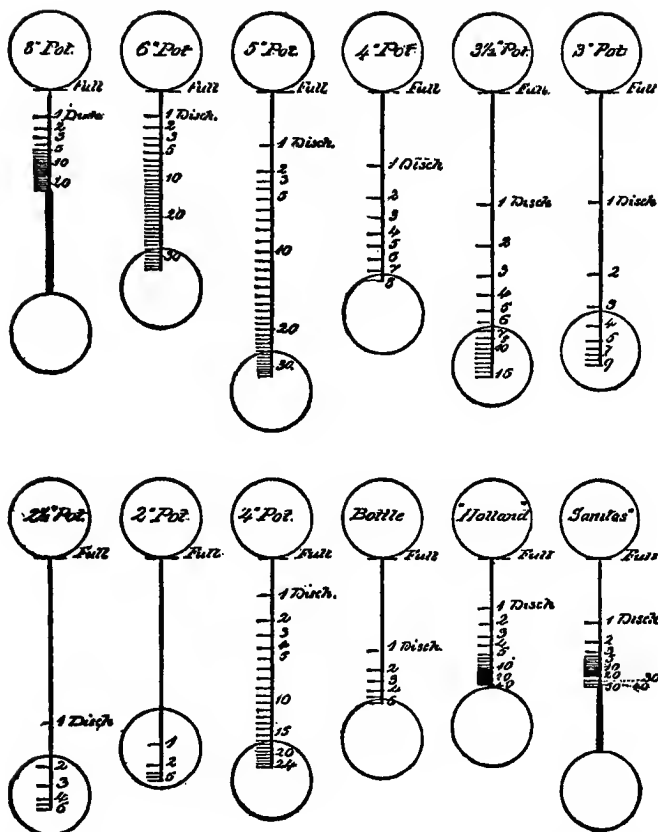 8" Pot. 6" Pot 5" Pot. 4" Pot. 3½" Pot. 3" Pot.
Full Full Full Full Full. Full
1 Disch. 1 Disch. 1 Disch. 1 Disch 1 Disch 1 Disch.
2 2 2 2 2 2
3 3 3 3 3 3
5 5 5 4 4 4
10 10 10 5 5 5
20 20 20 6 6 7
30 30 7 7 9
8 10
15
2½" Pot. 2" Pot. 4" Pot. Bottle "Holland" "Sanitas"
Full Full Full Full Full Full
1 Disch 1 1 Disch. 1 Disch. 1 Disch 1 Disch.
2 2 2 2 2 2
3 6 3 3 3 3
4 4 4 4 5
6 5 6 5 10
10 10 20
15 20 30
20 40
24